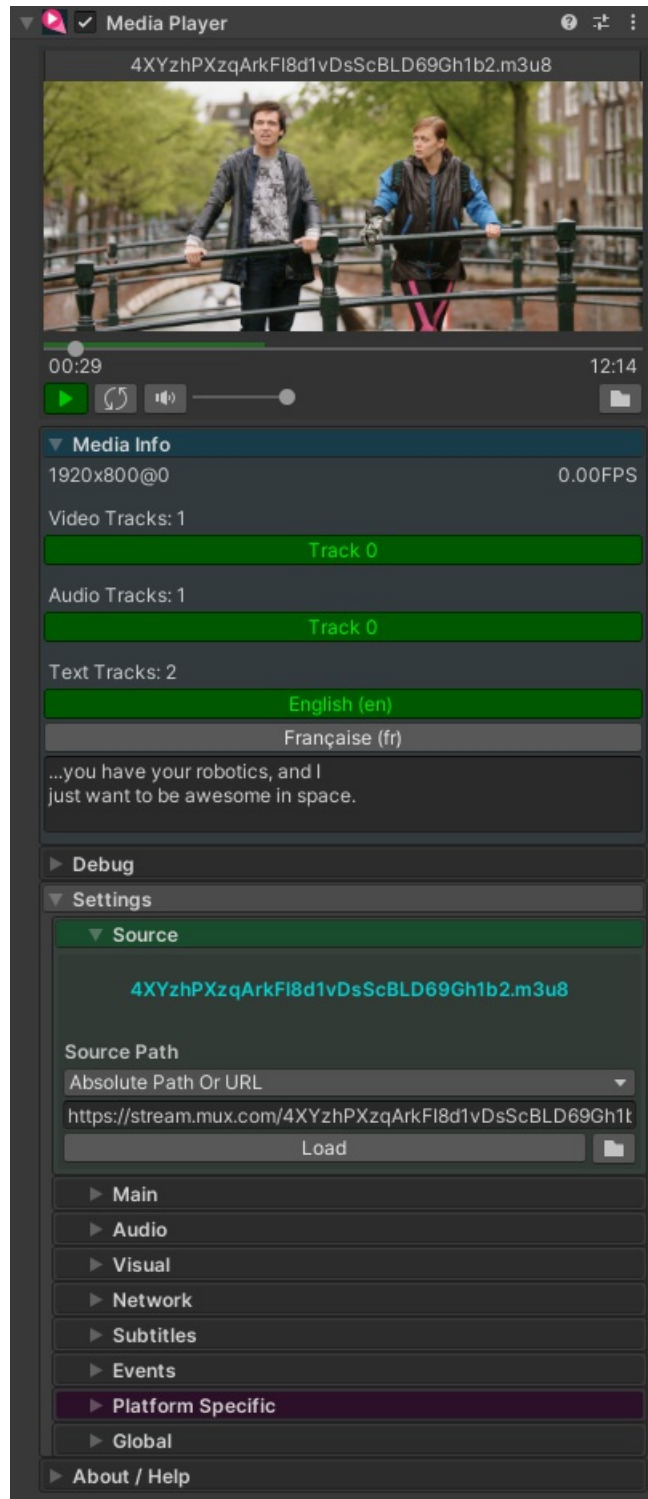 Media Player
4XYzhPXzqArkFI8d1vDsScBLD69Gh1b2.m3u8
00:29 12:14
Media Info
1920x800@0 0.00FPS
Video Tracks: 1
Track 0
Audio Tracks: 1
Track 0
Text Tracks: 2
English (en)
Française (fr)
...you have your robotics, and I
just want to be awesome in space.
Debug
Settings
Source
4XYzhPXzqArkFI8d1vDsScBLD69Gh1b2.m3u8
Source Path
Absolute Path Or URL
https://stream.mux.com/4XYzhPXzqArkFI8d1vDsScBLD69Gh1b
Load
Main
Audio
Visual
Network
Subtitles
Events
Platform Specific
Global
About / Help